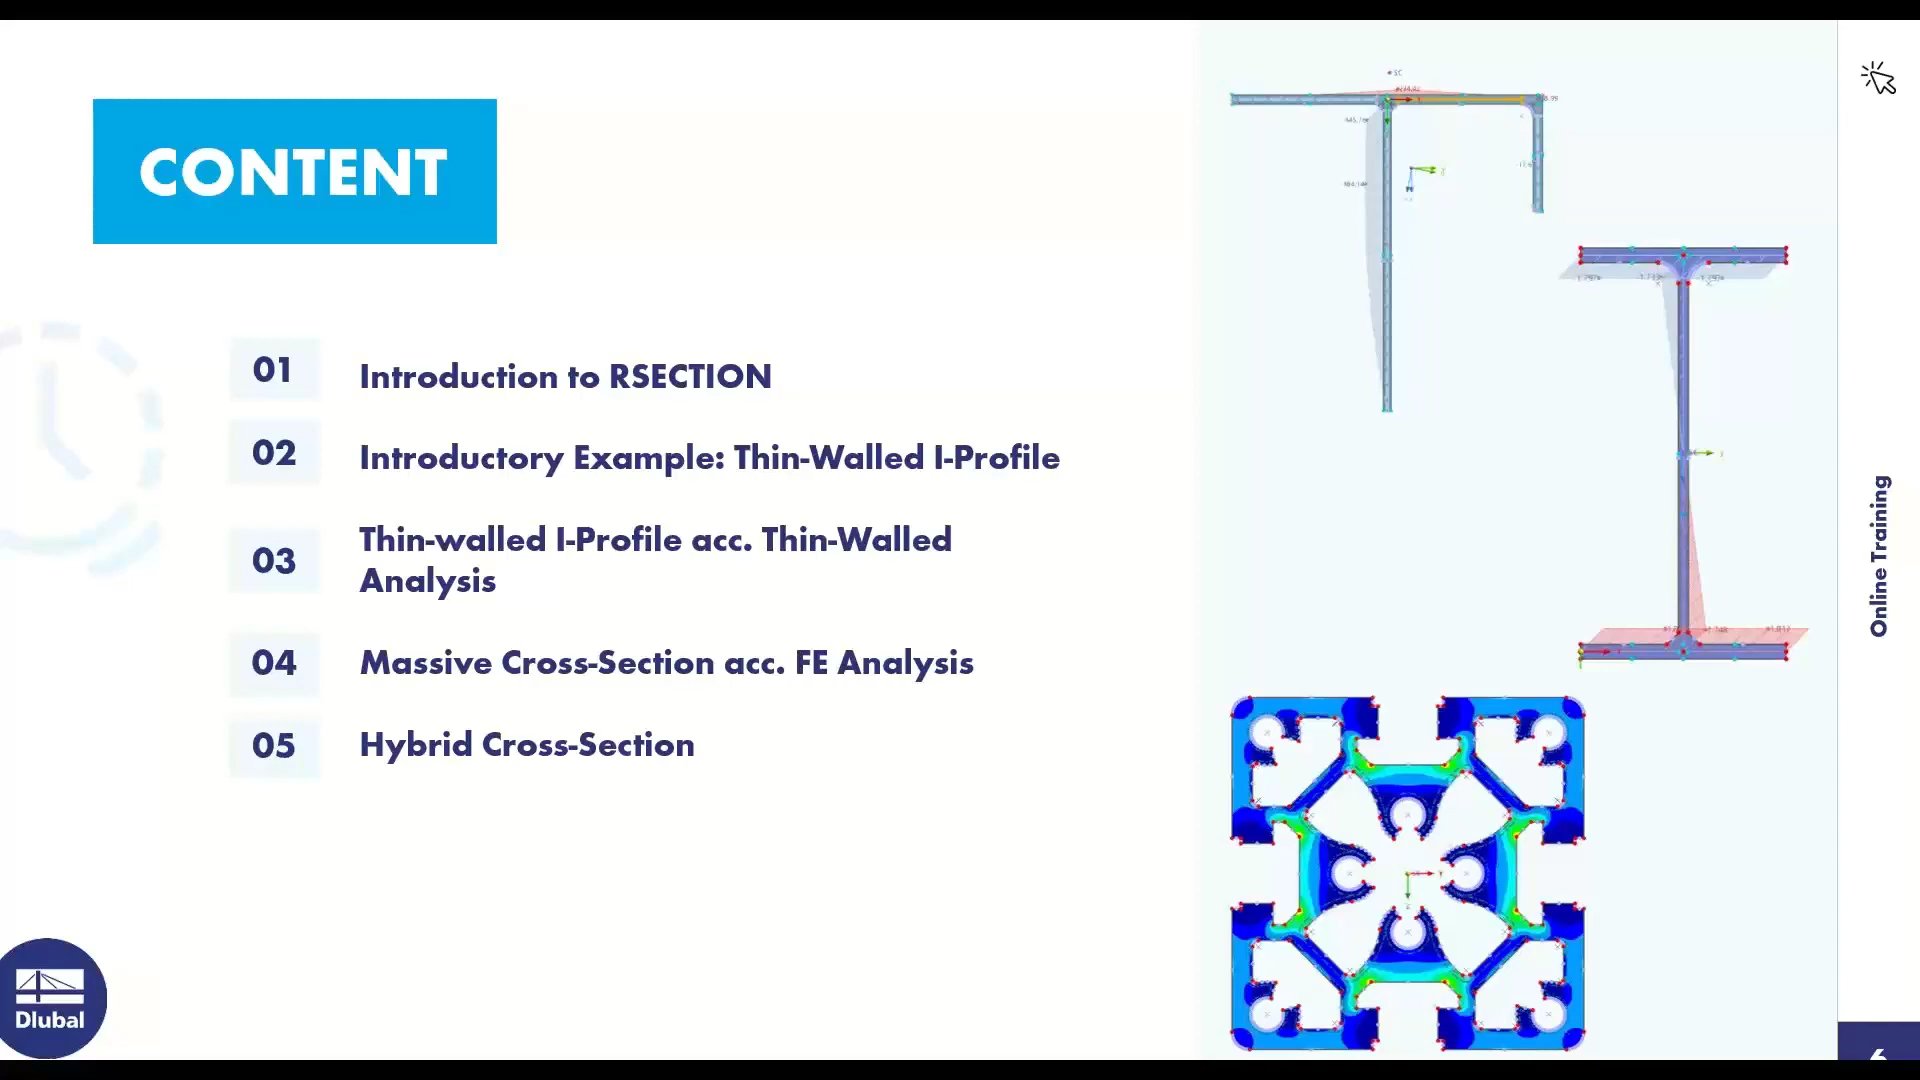 CONTENT
01
Introduction to RSECTION
02
Introductory Example: Thin-Walled I-Profile
03
Thin-walled I-Profile acc. Thin-Walled
Analysis
04
Massive Cross-Section acc. FE Analysis
05
Hybrid Cross-Section
Online Training
Dlubal
6